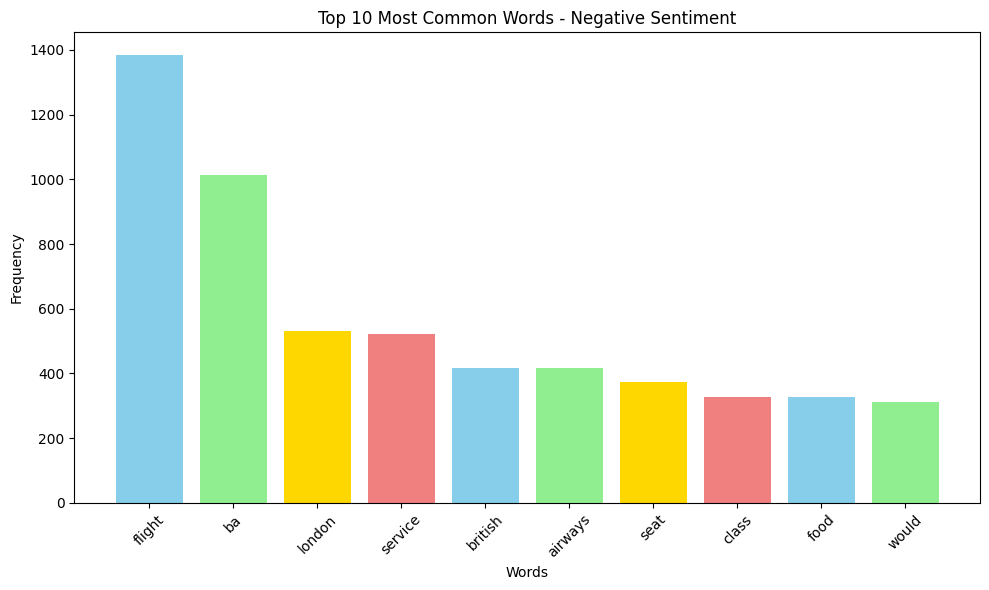 Top 10 Most Common Words - Negative Sentiment
Frequency
1400
1200
1000
800
600
400
200
0
flight
ba
london
service
british
airways
seat
class
food
would
Words